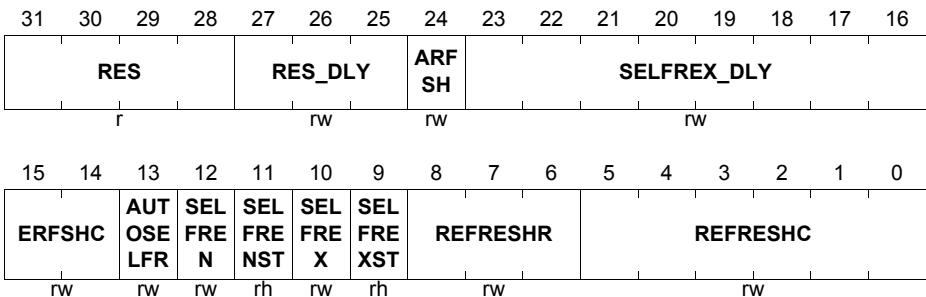 31 30 29 28 27 26 25 24 23 22 21 20 19 18 17 16
RES RES_DLY ARF SH SELFREX_DLY
r rw rw rw
15 14 13 12 11 10 9 8 7 6 5 4 3 2 1 0
ERFSHC AUT OSE LFR SEL FRE N SEL FRE NST SEL FRE X SEL FRE XST REFRESHR REFRESHC
rw rw rw rh rw rh rw rw